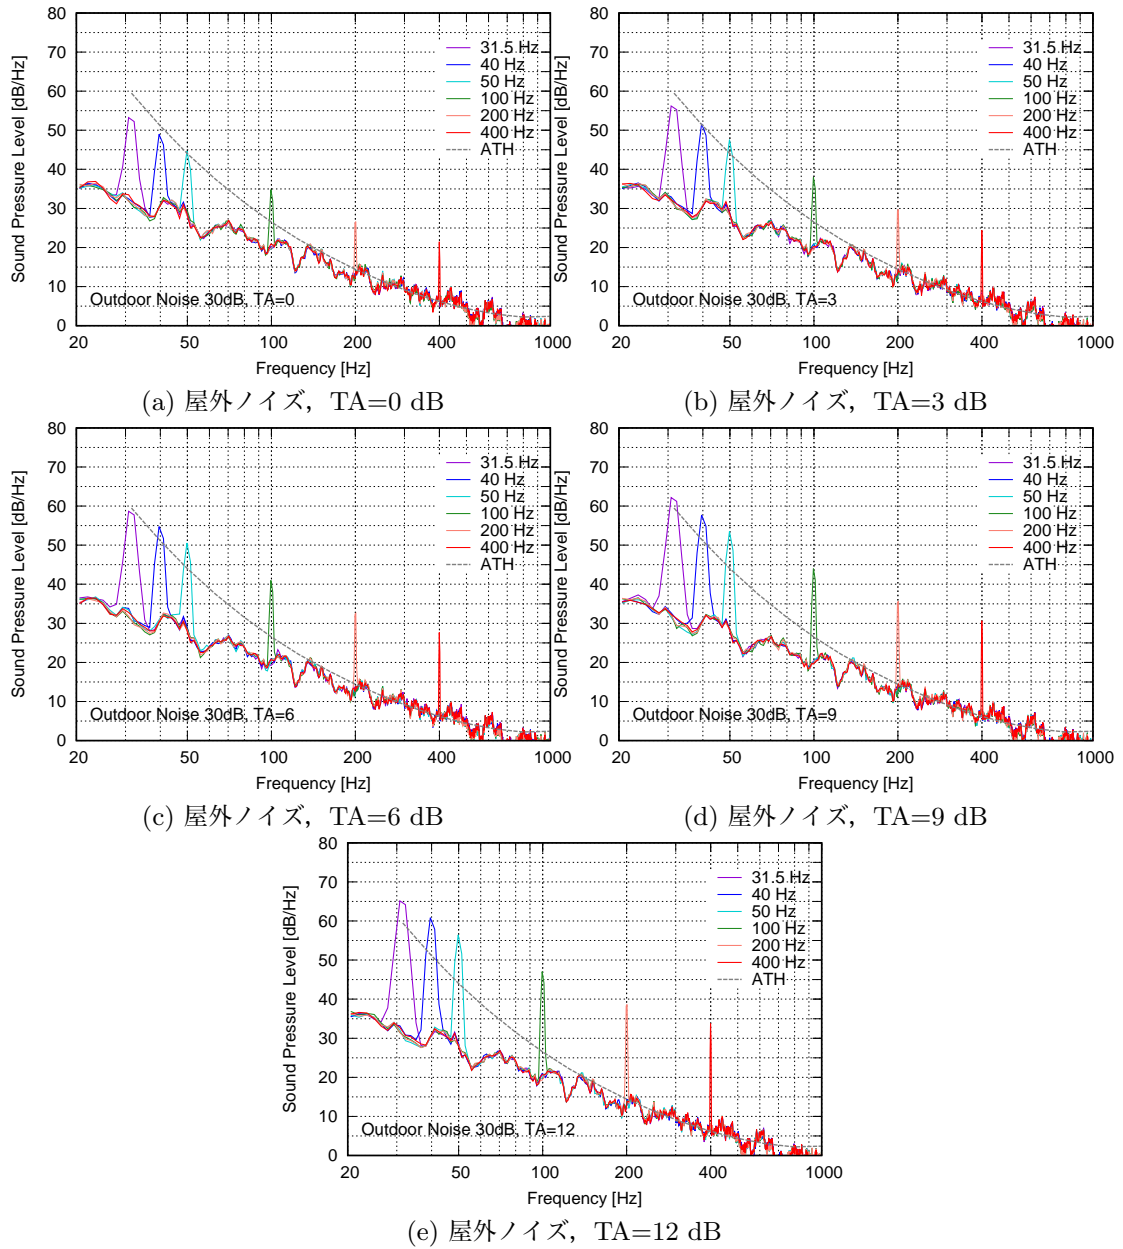 80
70
60
50
40
30
20
10
0
Sound Pressure Level [dB/Hz]
31.5 Hz
40 Hz
50 Hz
100 Hz
200 Hz
400 Hz
ATH
Outdoor Noise 30dB, TA=0
20 50 100 200 400 1000
Frequency [Hz]
(a) 屋外ノイズ，TA=0 dB
80
70
60
50
40
30
20
10
0
Sound Pressure Level [dB/Hz]
31.5 Hz
40 Hz
50 Hz
100 Hz
200 Hz
400 Hz
ATH
Outdoor Noise 30dB, TA=3
20 50 100 200 400 1000
Frequency [Hz]
(b) 屋外ノイズ，TA=3 dB
80
70
60
50
40
30
20
10
0
Sound Pressure Level [dB/Hz]
31.5 Hz
40 Hz
50 Hz
100 Hz
200 Hz
400 Hz
ATH
Outdoor Noise 30dB, TA=6
20 50 100 200 400 1000
Frequency [Hz]
(c) 屋外ノイズ，TA=6 dB
80
70
60
50
40
30
20
10
0
Sound Pressure Level [dB/Hz]
31.5 Hz
40 Hz
50 Hz
100 Hz
200 Hz
400 Hz
ATH
Outdoor Noise 30dB, TA=9
20 50 100 200 400 1000
Frequency [Hz]
(d) 屋外ノイズ，TA=9 dB
80
70
60
50
40
30
20
10
0
Sound Pressure Level [dB/Hz]
31.5 Hz
40 Hz
50 Hz
100 Hz
200 Hz
400 Hz
ATH
Outdoor Noise 30dB, TA=12
20 50 100 200 400 1000
Frequency [Hz]
(e) 屋外ノイズ，TA=12 dB